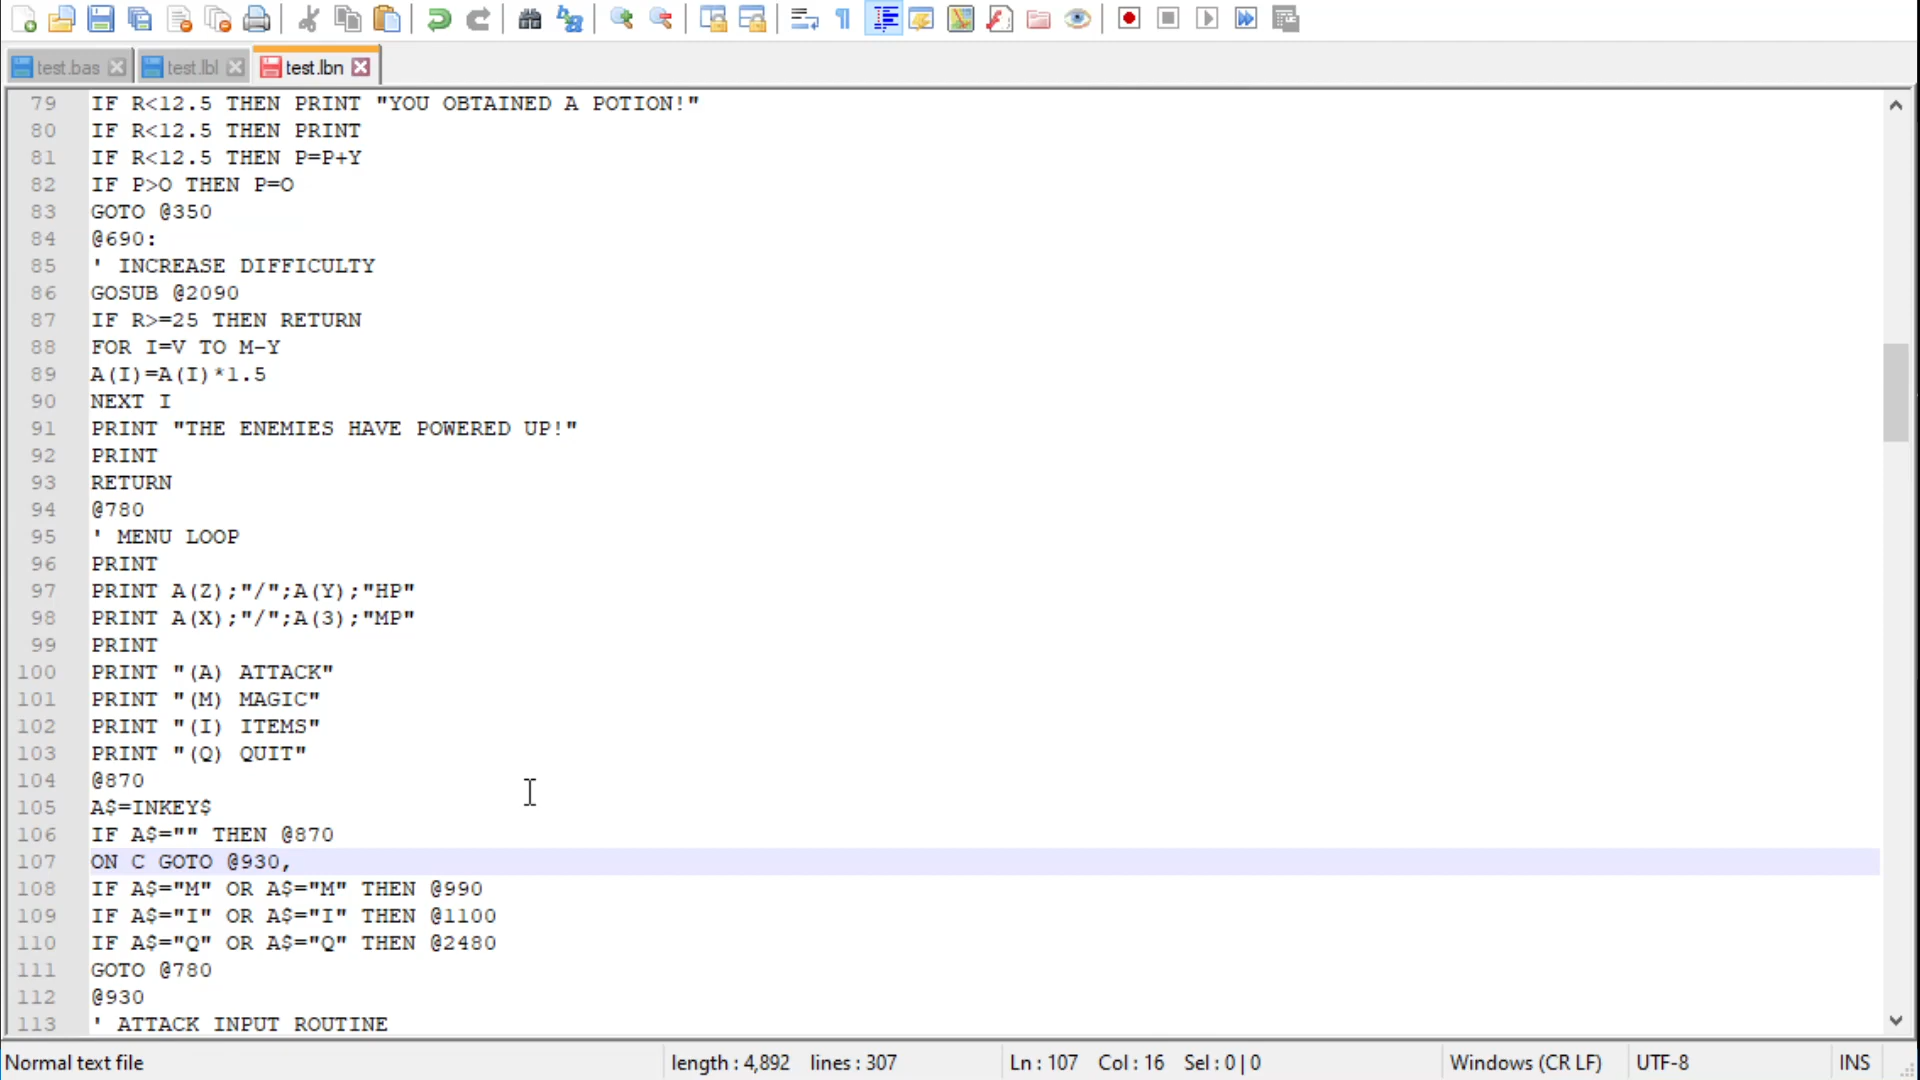 test.bas test.lbl test.lbn
79 IF R<12.5 THEN PRINT "YOU OBTAINED A POTION!"
80 IF R<12.5 THEN PRINT
81 IF R<12.5 THEN P=P+Y
82 IF P>O THEN P=O
83 GOTO @350
84 @690:
85 ' INCREASE DIFFICULTY
86 GOSUB @2090
87 IF R>=25 THEN RETURN
88 FOR I=V TO M-Y
89 A(I)=A(I)*1.5
90 NEXT I
91 PRINT "THE ENEMIES HAVE POWERED UP!"
92 PRINT
93 RETURN
94 @780
95 ' MENU LOOP
96 PRINT
97 PRINT A(Z);"/";A(Y);"HP"
98 PRINT A(X);"/";A(3);"MP"
99 PRINT
100 PRINT "(A) ATTACK"
101 PRINT "(M) MAGIC"
102 PRINT "(I) ITEMS"
103 PRINT "(Q) QUIT"
104 @870
105 A$=INKEY$
106 IF A$="" THEN @870
107 ON C GOTO @930,
108 IF A$="M" OR A$="M" THEN @990
109 IF A$="I" OR A$="I" THEN @1100
110 IF A$="Q" OR A$="Q" THEN @2480
111 GOTO @780
112 @930
113 ' ATTACK INPUT ROUTINE
Normal text file length : 4,892 lines : 307 Ln : 107 Col : 16 Sel : 0 | 0 Windows (CR LF) UTF-8 INS